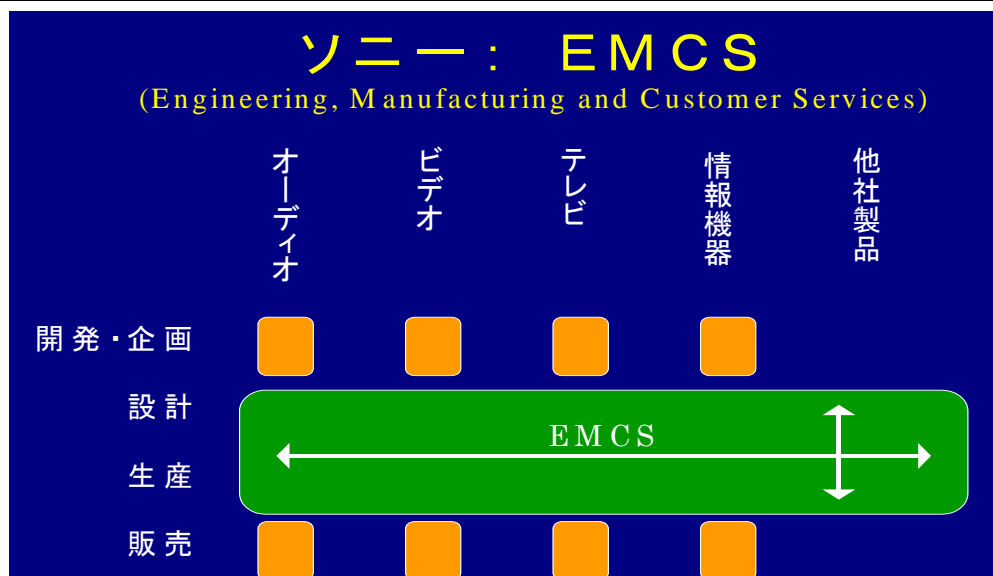 ソニー： EMCS
(Engineering, Manufacturing and Customer Services)
オーディオ
ビデオ
テレビ
情報機器
他社製品
開発・企画
設計
EMCS
生産
販売